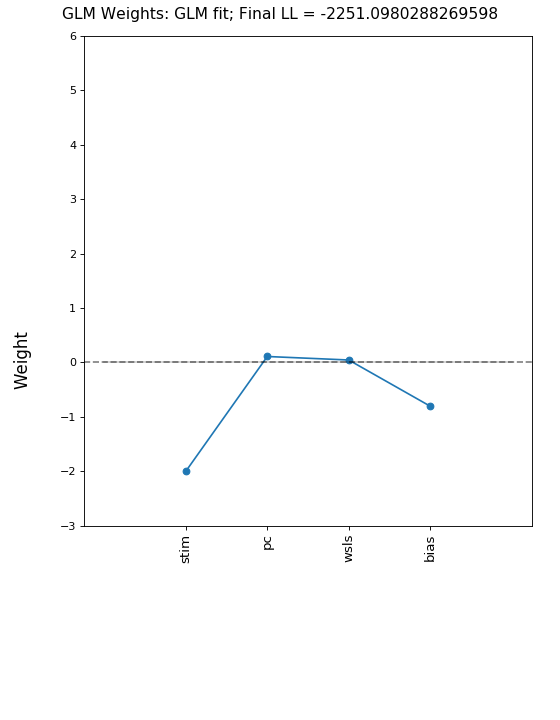 GLM Weights: GLM fit; Final LL = -2251.0980288269598
6
5
4
3
2
1
0
−1
−2
−3
Weight
stim
pc
wsls
bias